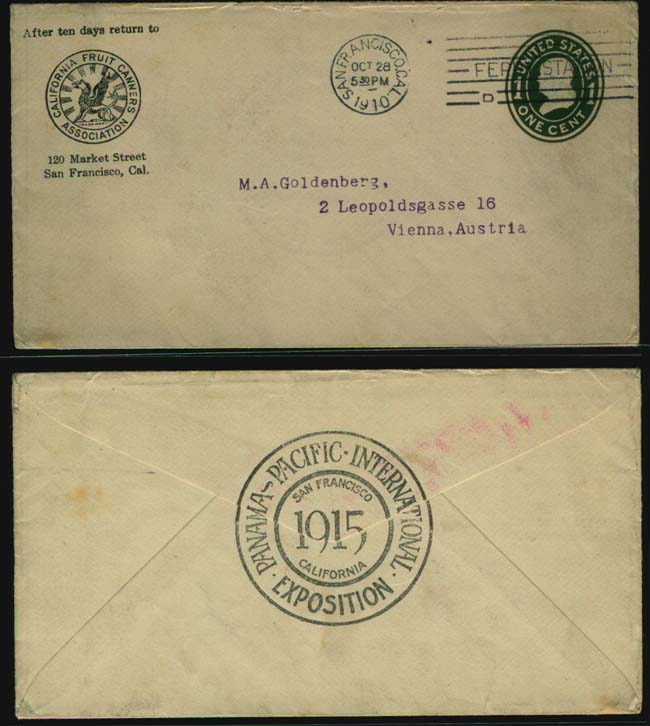 After ten days return to
CALIFORNIA FRUIT CANNERS
ASSOCIATION
120 Market Street
San Francisco, Cal.
SAN FRANCISCO, CAL.
OCT 28
5 30 PM
1910
STATION
D
UNITED STATES
ONE CENT
M.A.Goldenberg,
2 Leopoldsgasse 16
Vienna,Austria
PANAMA-PACIFIC·INTERNATIONAL
·EXPOSITION·
SAN FRANCISCO
1915
CALIFORNIA